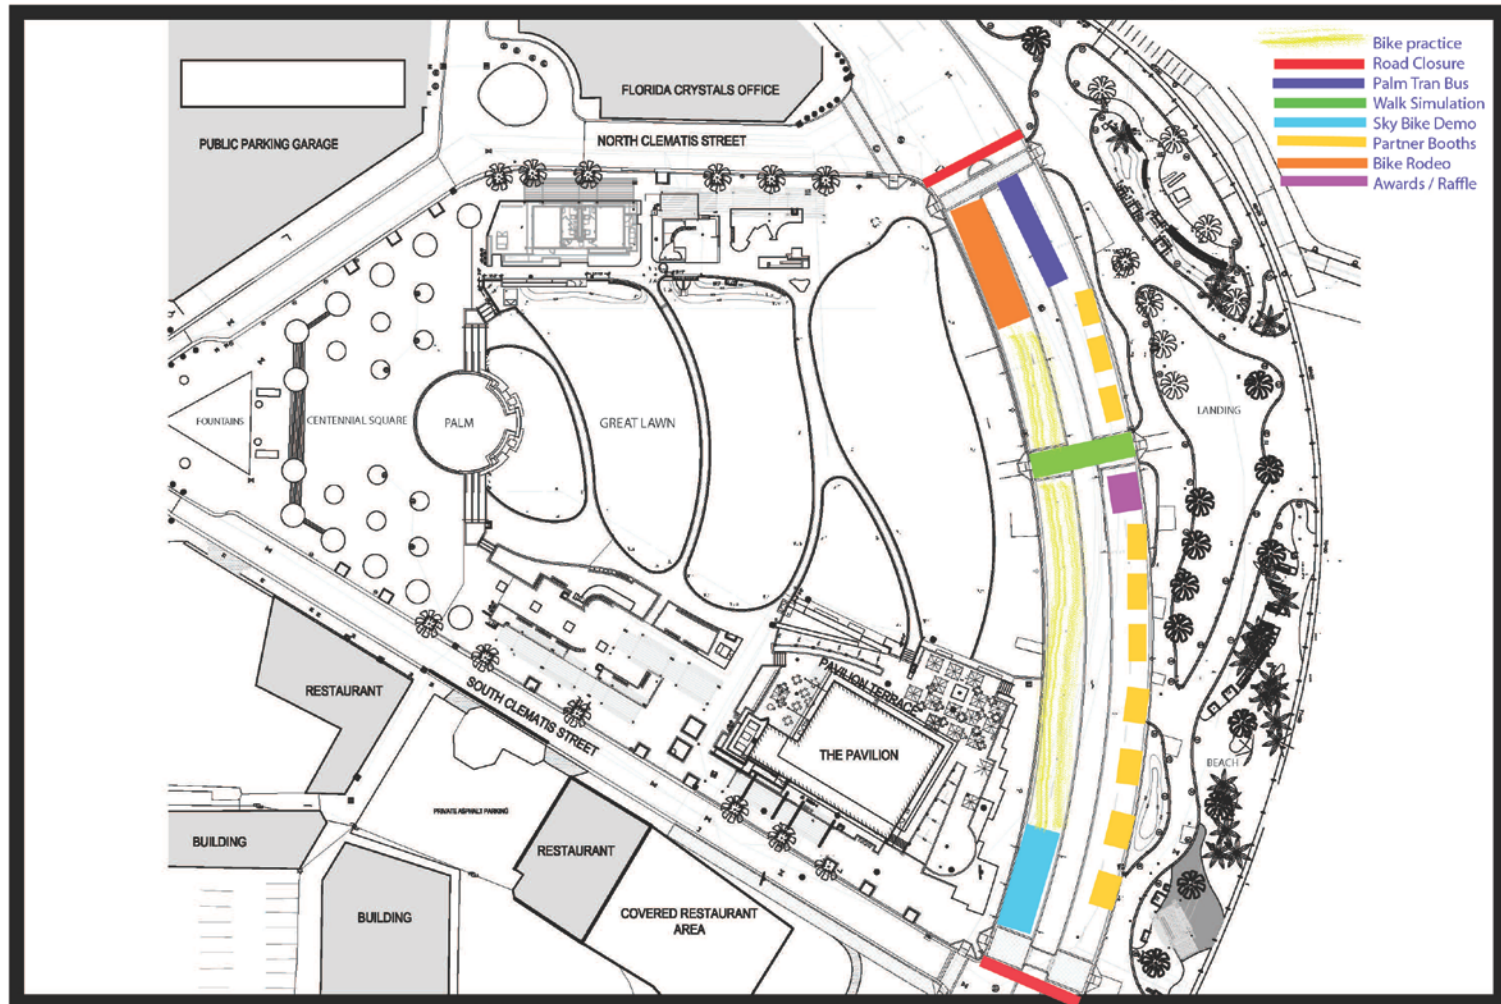 Bike practice
Road Closure
Palm Tran Bus
Walk Simulation
Sky Bike Demo
Partner Booths
Bike Rodeo
Awards / Raffle
FLORIDA CRYSTALS OFFICE
PUBLIC PARKING GARAGE
NORTH CLEMATIS STREET
FOUNTAINS
CENTENNIAL SQUARE
PALM
GREAT LAWN
LANDING
PAVILION TERRACE
THE PAVILION
BEACH
RESTAURANT
SOUTH CLEMATIS STREET
PRIVATE ASPHALT PARKING
BUILDING
RESTAURANT
BUILDING
COVERED RESTAURANT
AREA